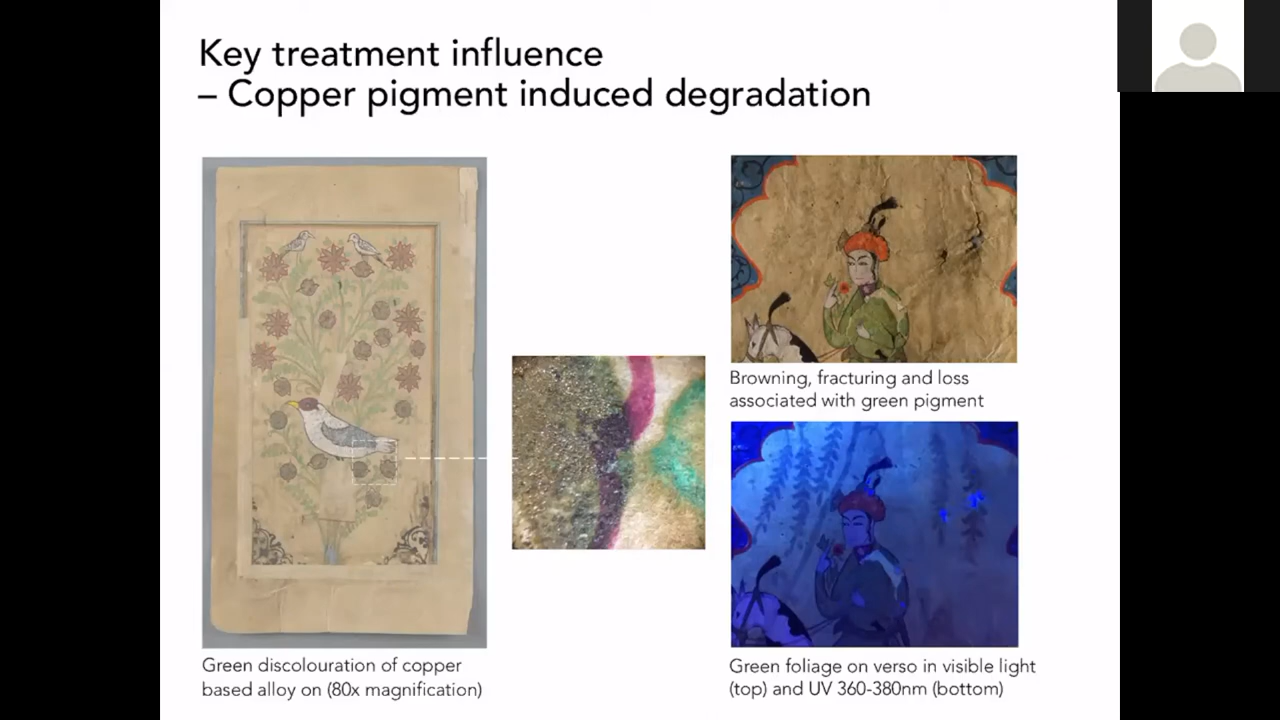 Key treatment influence
– Copper pigment induced degradation
Browning, fracturing and loss
associated with green pigment
Green discolouration of copper
based alloy on (80x magnification)
Green foliage on verso in visible light
(top) and UV 360-380nm (bottom)